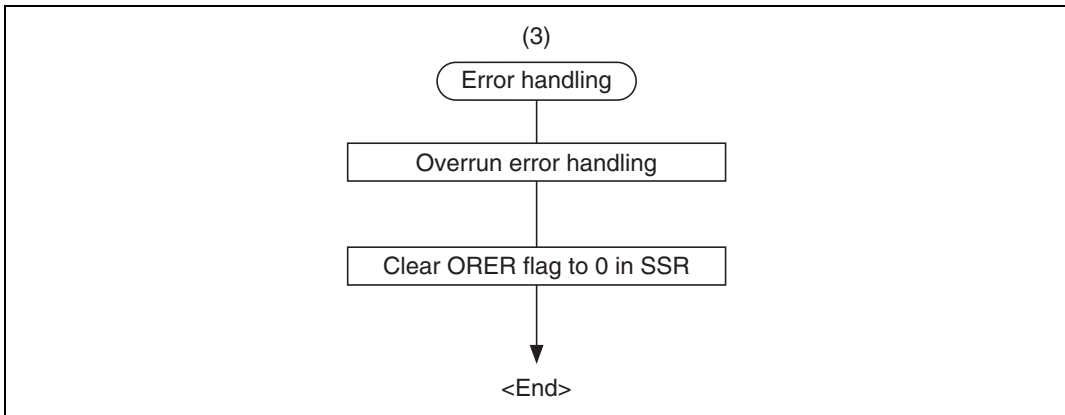 (3)
Error handling
Overrun error handling
Clear ORER flag to 0 in SSR
<End>